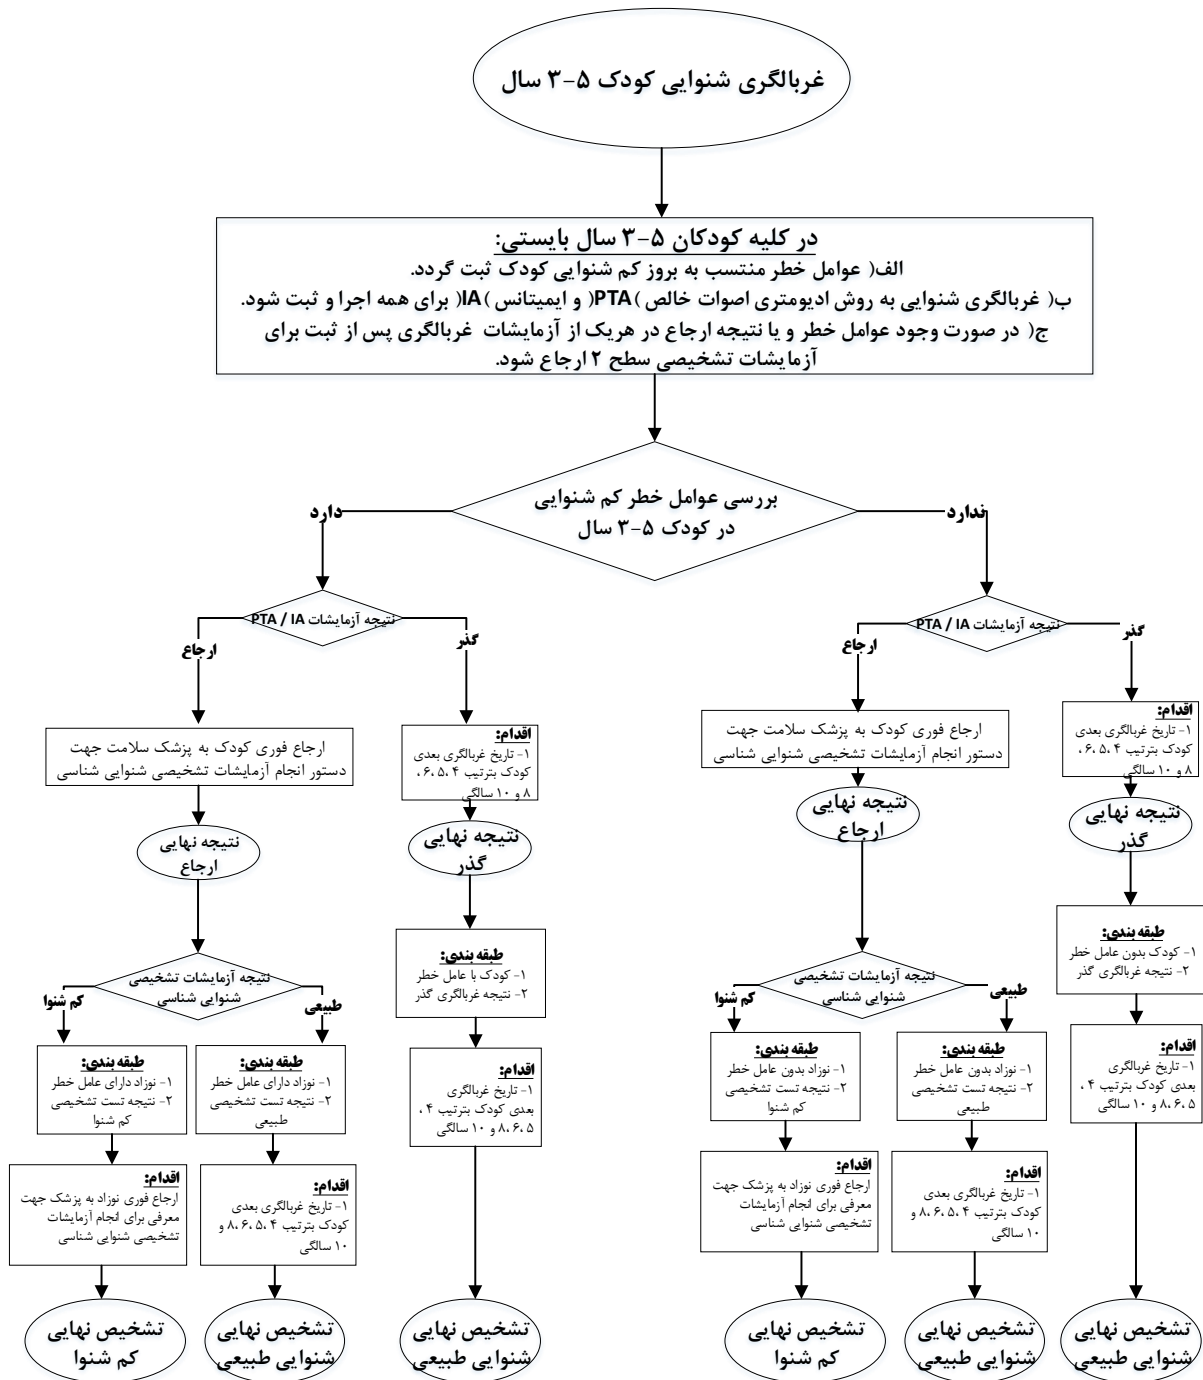 غربالگری شنوایی کودک ۵-۳ سال
در کلیه کودکان ۵-۳ سال بایستی:
الف( عوامل خطر منتسب به بروز کم شنوایی کودک ثبت گردد.
ب( غربالگری شنوایی به روش ادیومتری اصوات خالص )PTA( و ایمیتانس )IA( برای همه اجرا و ثبت شود.
ج( در صورت وجود عوامل خطر و یا نتیجه ارجاع در هریک از آزمایشات غربالگری پس از ثبت برای
آزمایشات تشخیصی سطح ۲ ارجاع شود.
بررسی عوامل خطر کم شنوایی
در کودک ۵-۳ سال
ندارد
دارد
نتیجه آزمایشات PTA / IA
گذر
ارجاع
اقدام:
۱- تاریخ غربالگری بعدی
کودک بترتیب ۴ ،۵ ،۶ ،
۸ و ۱۰ سالگی
نتیجه نهایی
گذر
طبقه بندی:
۱- کودک بدون عامل خطر
۲- نتیجه غربالگری گذر
اقدام:
۱- تاریخ غربالگری
بعدی کودک بترتیب ۴ ،
۵ ،۶ ،۸ و ۱۰ سالگی
تشخیص نهایی
شنوایی طبیعی
ارجاع فوری کودک به پزشک سلامت جهت
دستور انجام آزمایشات تشخیصی شنوایی شناسی
نتیجه نهایی
ارجاع
نتیجه آزمایشات تشخیصی
شنوایی شناسی
طبیعی
کم شنوا
طبقه بندی:
۱- نوزاد بدون عامل خطر
۲- نتیجه تست تشخیصی
طبیعی
اقدام:
۱- تاریخ غربالگری بعدی
کودک بترتیب ۴ ،۵ ،۶ ،۸ و
۱۰ سالگی
تشخیص نهایی
شنوایی طبیعی
طبقه بندی:
۱- نوزاد بدون عامل خطر
۲- نتیجه تست تشخیصی
کم شنوا
اقدام:
ارجاع فوری نوزاد به پزشک جهت
معرفی برای انجام آزمایشات
تشخیصی شنوایی شناسی
تشخیص نهایی
کم شنوا
نتیجه آزمایشات PTA / IA
گذر
ارجاع
اقدام:
۱- تاریخ غربالگری بعدی
کودک بترتیب ۴ ،۵ ،۶ ،
۸ و ۱۰ سالگی
نتیجه نهایی
گذر
طبقه بندی:
۱- کودک با عامل خطر
۲- نتیجه غربالگری گذر
اقدام:
۱- تاریخ غربالگری
بعدی کودک بترتیب ۴ ،
۵ ،۶ ،۸ و ۱۰ سالگی
تشخیص نهایی
شنوایی طبیعی
ارجاع فوری کودک به پزشک سلامت جهت
دستور انجام آزمایشات تشخیصی شنوایی شناسی
نتیجه نهایی
ارجاع
نتیجه آزمایشات تشخیصی
شنوایی شناسی
طبیعی
کم شنوا
طبقه بندی:
۱- نوزاد دارای عامل خطر
۲- نتیجه تست تشخیصی
طبیعی
اقدام:
۱- تاریخ غربالگری بعدی
کودک بترتیب ۴ ،۵ ،۶ ،۸ و
۱۰ سالگی
تشخیص نهایی
شنوایی طبیعی
طبقه بندی:
۱- نوزاد دارای عامل خطر
۲- نتیجه تست تشخیصی
کم شنوا
اقدام:
ارجاع فوری نوزاد به پزشک جهت
معرفی برای انجام آزمایشات
تشخیصی شنوایی شناسی
تشخیص نهایی
کم شنوا